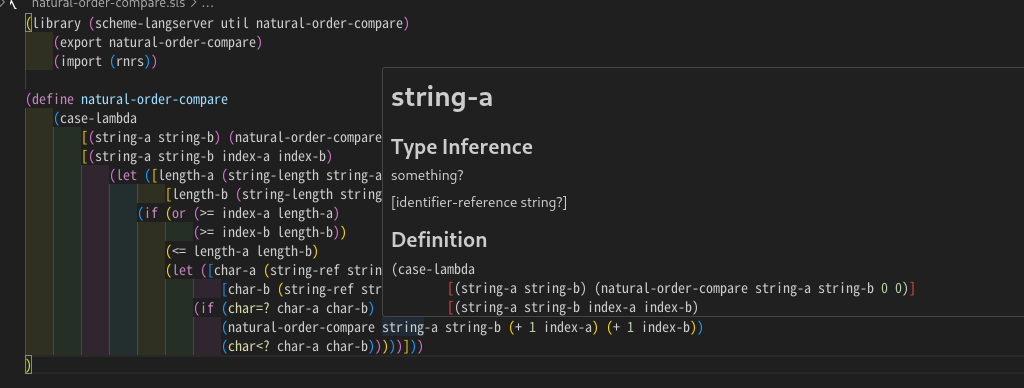 natural-order-compare.sls > ...
(library (scheme-langserver util natural-order-compare)
(export natural-order-compare)
(import (rnrs))
(define natural-order-compare
(case-lambda
[(string-a string-b) (natural-order-compare
[(string-a string-b index-a index-b)
(let ([length-a (string-length string-a
[length-b (string-length string
(if (or (>= index-a length-a)
(>= index-b length-b))
(<= length-a length-b)
(let ([char-a (string-ref strin
[char-b (string-ref str
(if (char=? char-a char-b)
(natural-order-compare string-a string-b (+ 1 index-a) (+ 1 index-b))
(char<? char-a char-b)))))]))
)
string-a
Type Inference
something?
[identifier-reference string?]
Definition
(case-lambda
[(string-a string-b) (natural-order-compare string-a string-b 0 0)]
[(string-a string-b index-a index-b)